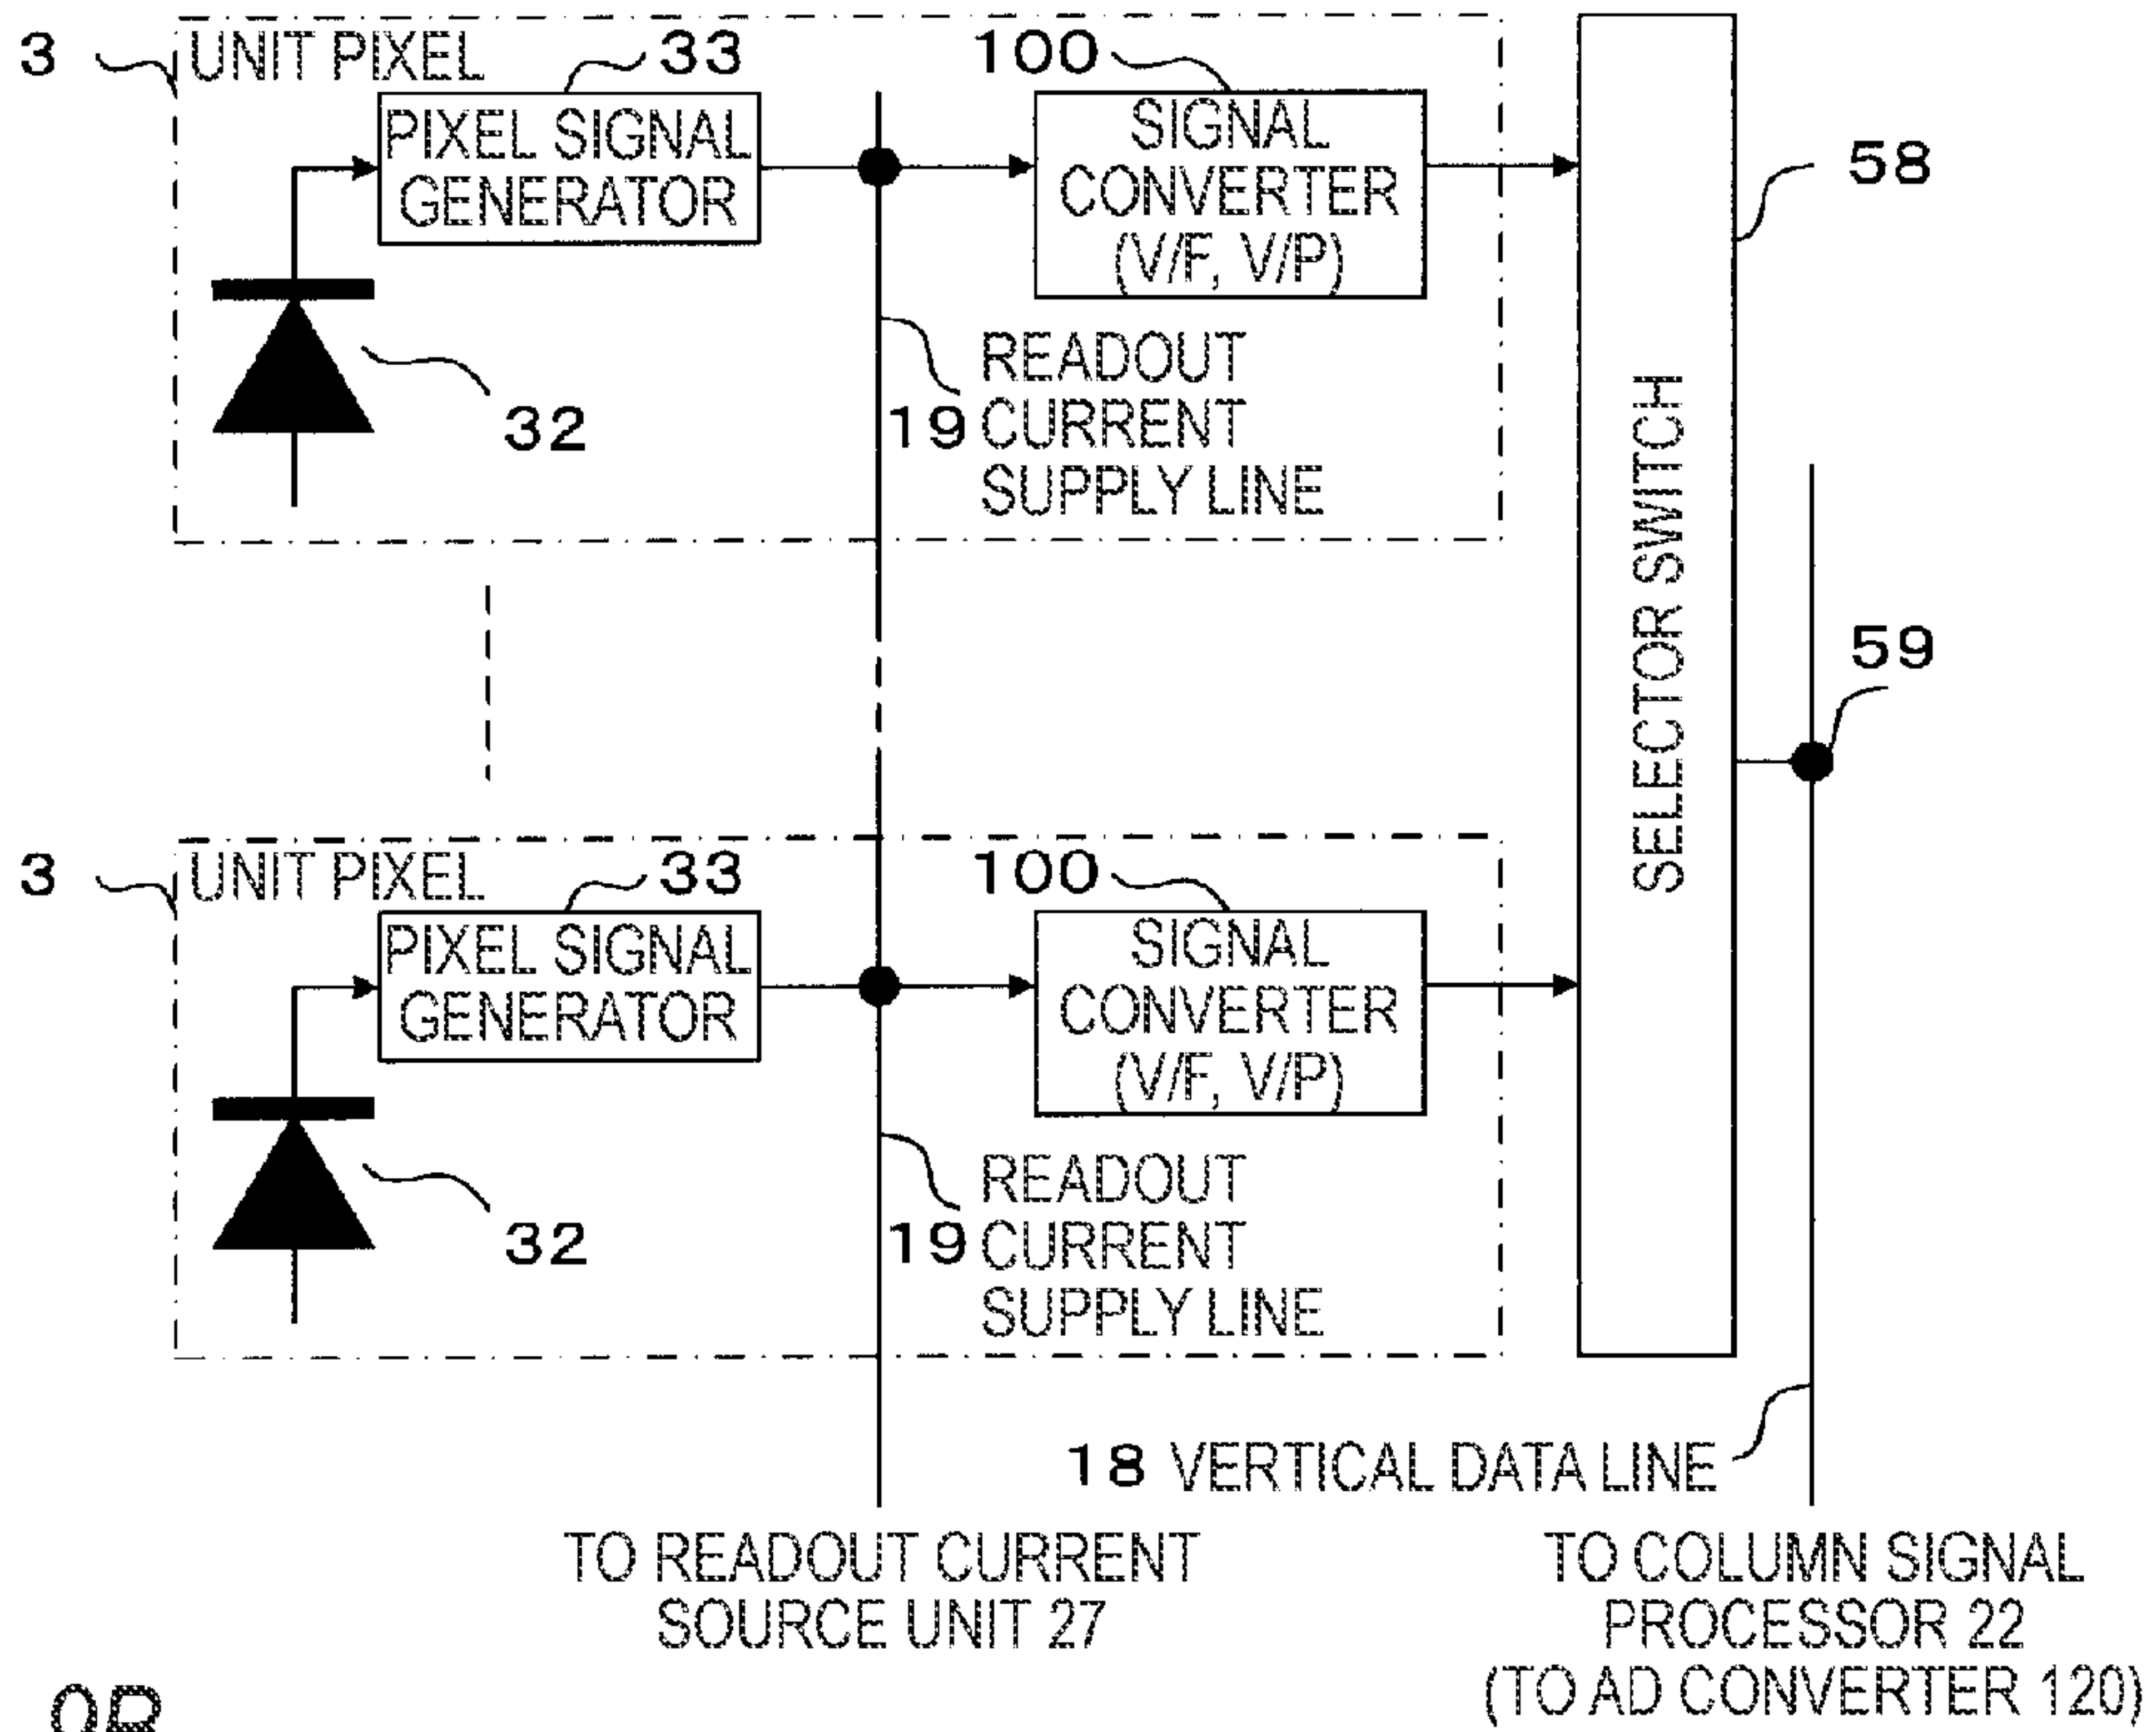 3 UNIT PIXEL 33 100
PIXEL SIGNAL
GENERATOR
SIGNAL
CONVERTER
(V/F, V/P)
58
32
19 READOUT
CURRENT
SUPPLY LINE
SELECTOR SWITCH
59
3 UNIT PIXEL 33 100
PIXEL SIGNAL
GENERATOR
SIGNAL
CONVERTER
(V/F, V/P)
32
19 READOUT
CURRENT
SUPPLY LINE
18 VERTICAL DATA LINE
TO READOUT CURRENT
SOURCE UNIT 27
TO COLUMN SIGNAL
PROCESSOR 22
(TO AD CONVERTER 120)